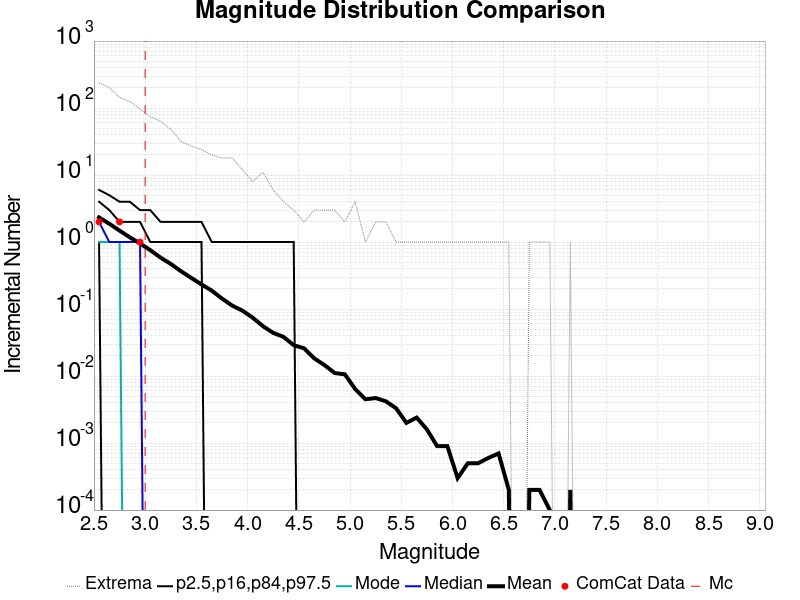 Magnitude Distribution Comparison
10^3
10^2
10^1
10^0
10^-1
10^-2
10^-3
10^-4
Incremental Number
2.5 3.0 3.5 4.0 4.5 5.0 5.5 6.0 6.5 7.0 7.5 8.0 8.5 9.0
Magnitude
Extrema p2.5,p16,p84,p97.5 Mode Median Mean ComCat Data Mc